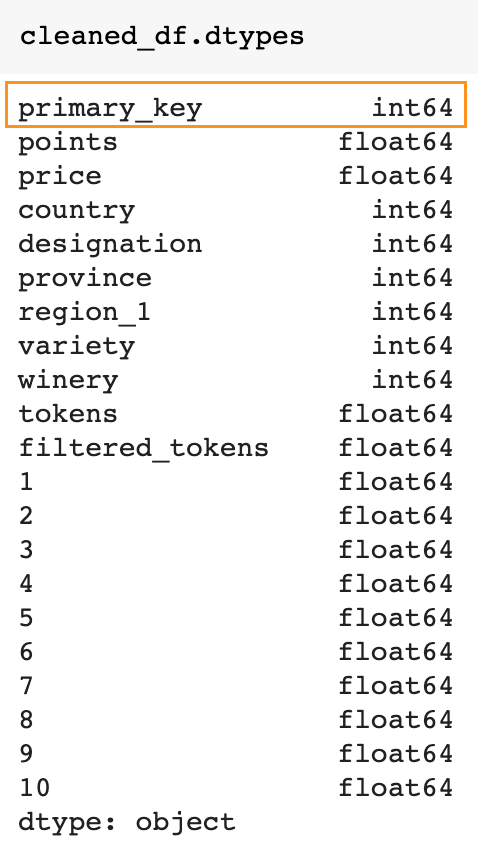 cleaned_df.dtypes
primary_key int64
points float64
price float64
country int64
designation int64
province int64
region_1 int64
variety int64
winery int64
tokens float64
filtered_tokens float64
1 float64
2 float64
3 float64
4 float64
5 float64
6 float64
7 float64
8 float64
9 float64
10 float64
dtype: object